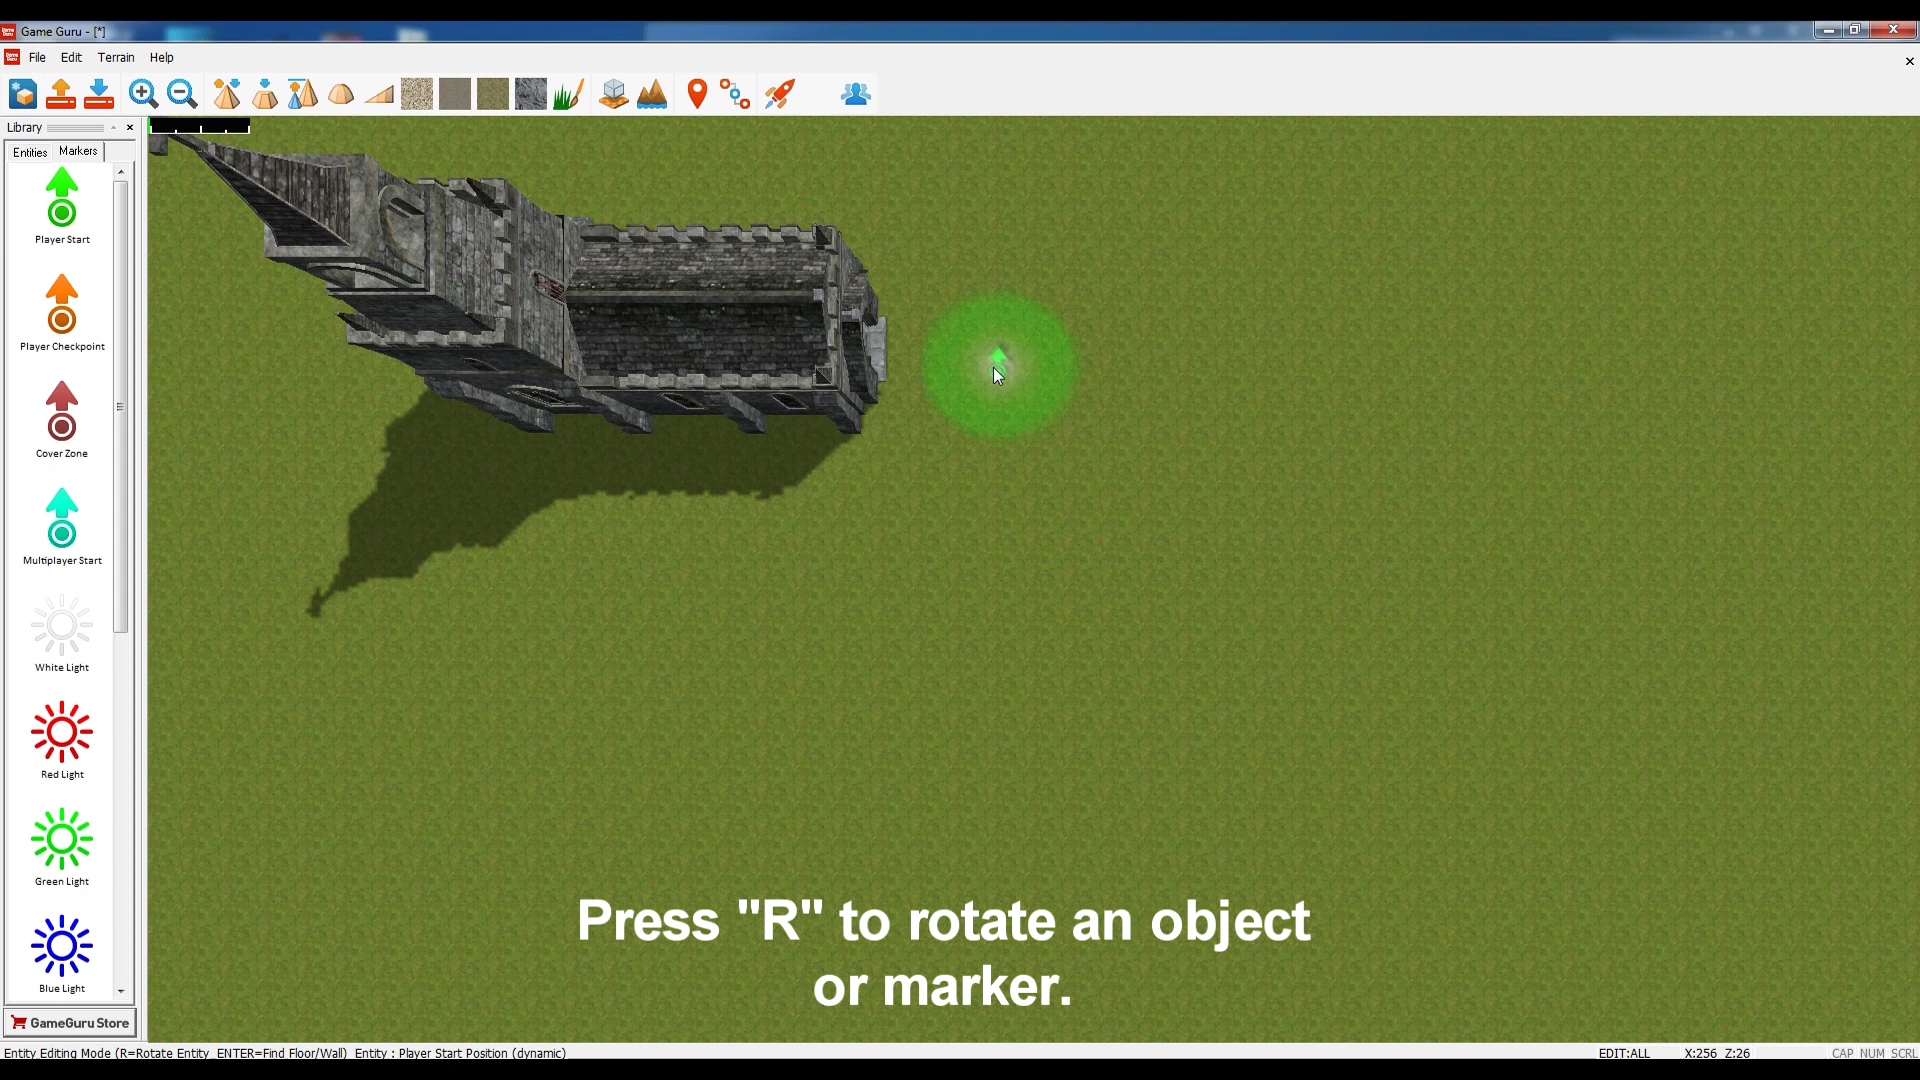 Game Guru - [*]
File Edit Terrain Help
Library
Entities Markers
Player Start
Player Checkpoint
Cover Zone
Multiplayer Start
White Light
Red Light
Green Light
Blue Light
GameGuru Store
Press "R" to rotate an object
or marker.
Entity Editing Mode (R=Rotate Entity ENTER=Find Floor/Wall) Entity : Player Start Position (dynamic) EDIT:ALL X:256 Z:26 CAP NUM SCRL